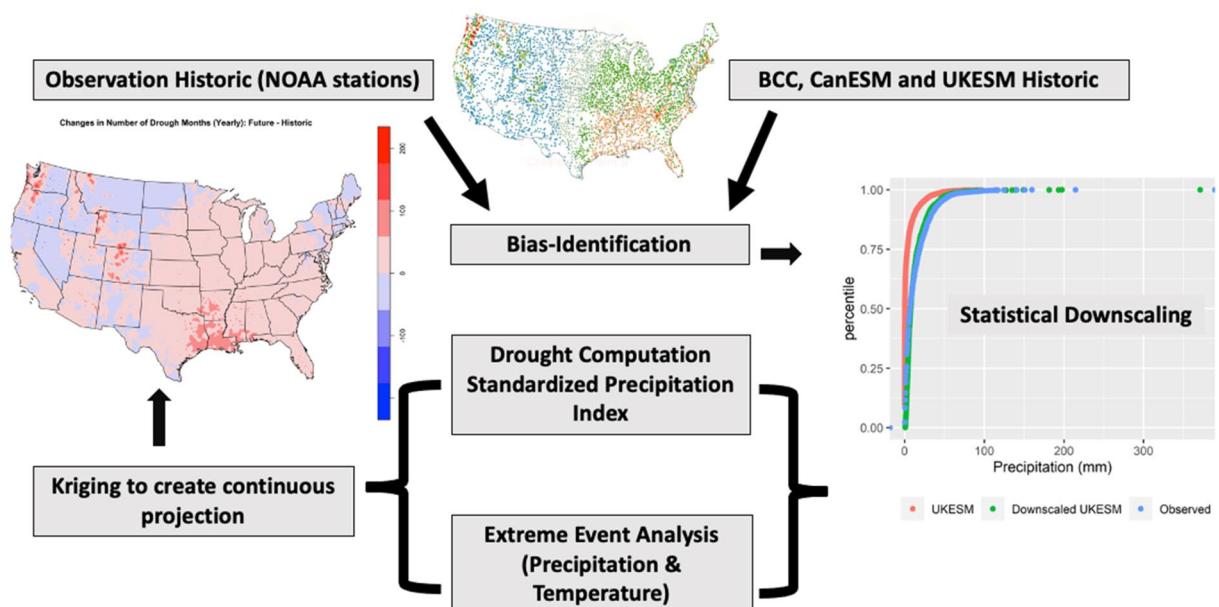 Observation Historic (NOAA stations)
BCC, CanESM and UKESM Historic
Changes in Number of Drough Months (Yearly): Future - Historic
200
100
0
-100
-200
Bias-Identification
1.00
0.75
0.50
0.25
0.00
percentile
Statistical Downscaling
0
100
200
300
Precipitation (mm)
UKESM
Downscaled UKESM
Observed
Drought Computation
Standardized Precipitation
Index
Kriging to create continuous
projection
Extreme Event Analysis
(Precipitation &
Temperature)